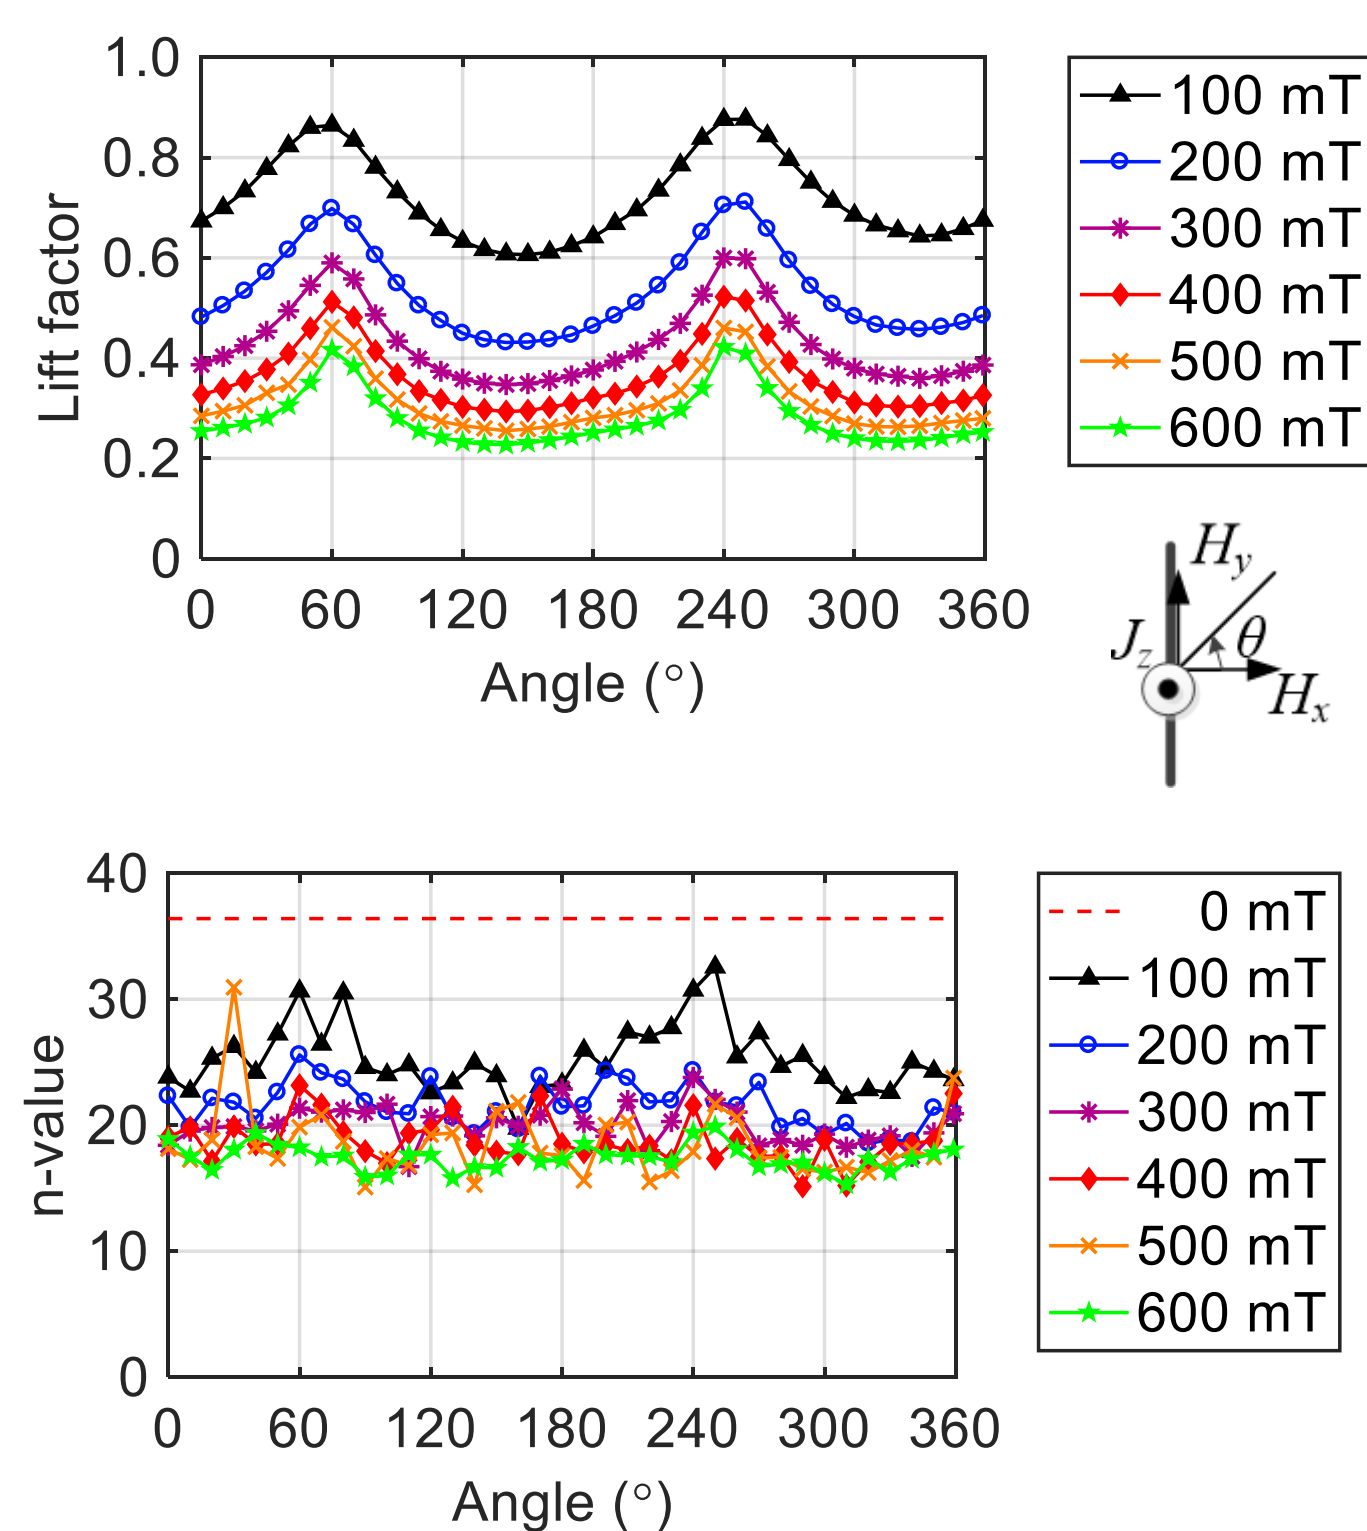 1.0
0.8
0.6
0.4
0.2
0
Lift factor
0 60 120 180 240 300 360
Angle (°)
100 mT
200 mT
300 mT
400 mT
500 mT
600 mT
Hy
Jz
θ
Hx
40
30
20
10
0
n-value
0 60 120 180 240 300 360
Angle (°)
0 mT
100 mT
200 mT
300 mT
400 mT
500 mT
600 mT